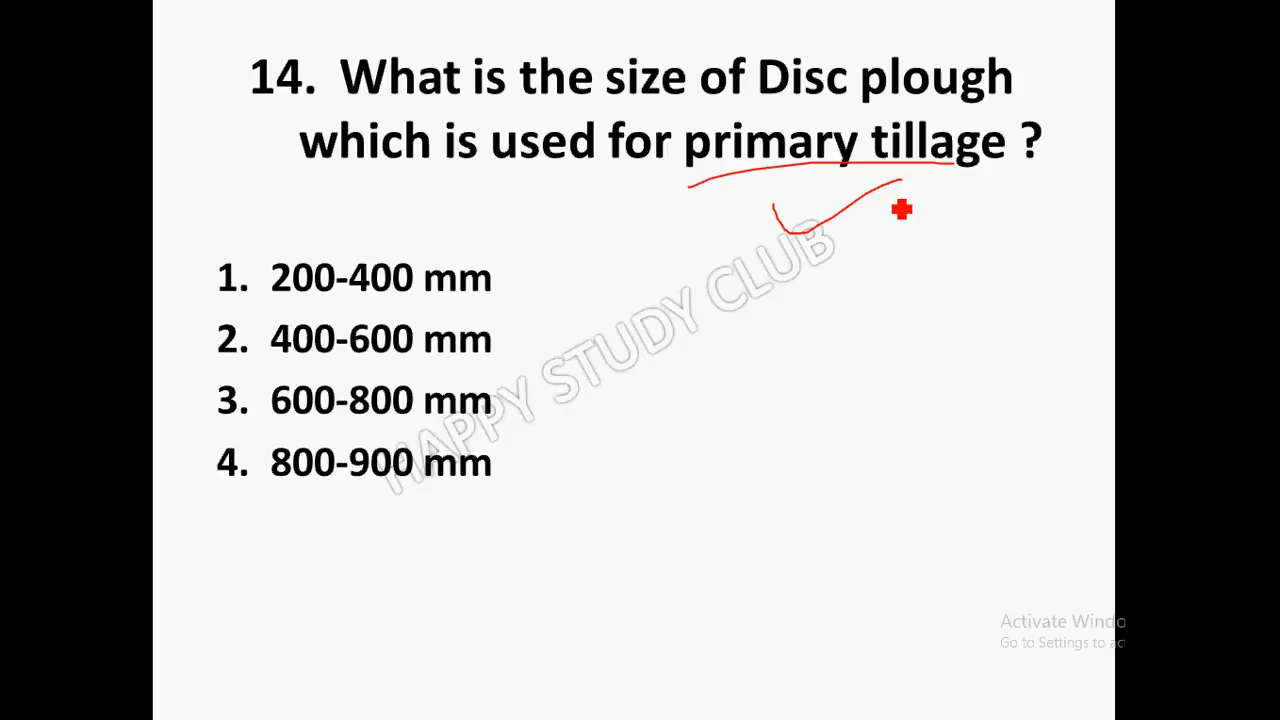 14. What is the size of Disc plough
which is used for primary tillage ?
1. 200-400 mm
2. 400-600 mm
3. 600-800 mm
4. 800-900 mm
HAPPY STUDY CLUB
Activate Windo
Go to Settings to act